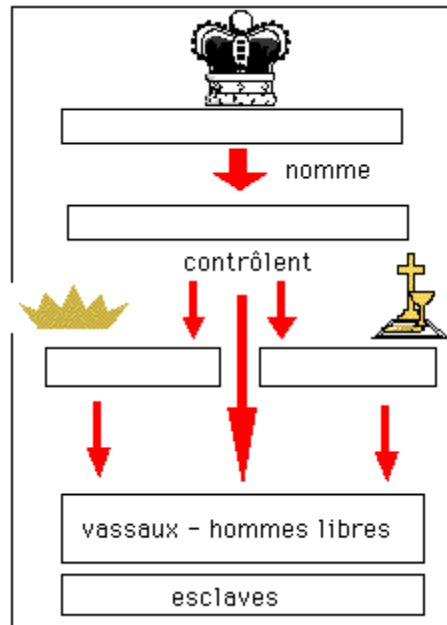 nomme
contrôlent
vassaux - hommes libres
esclaves